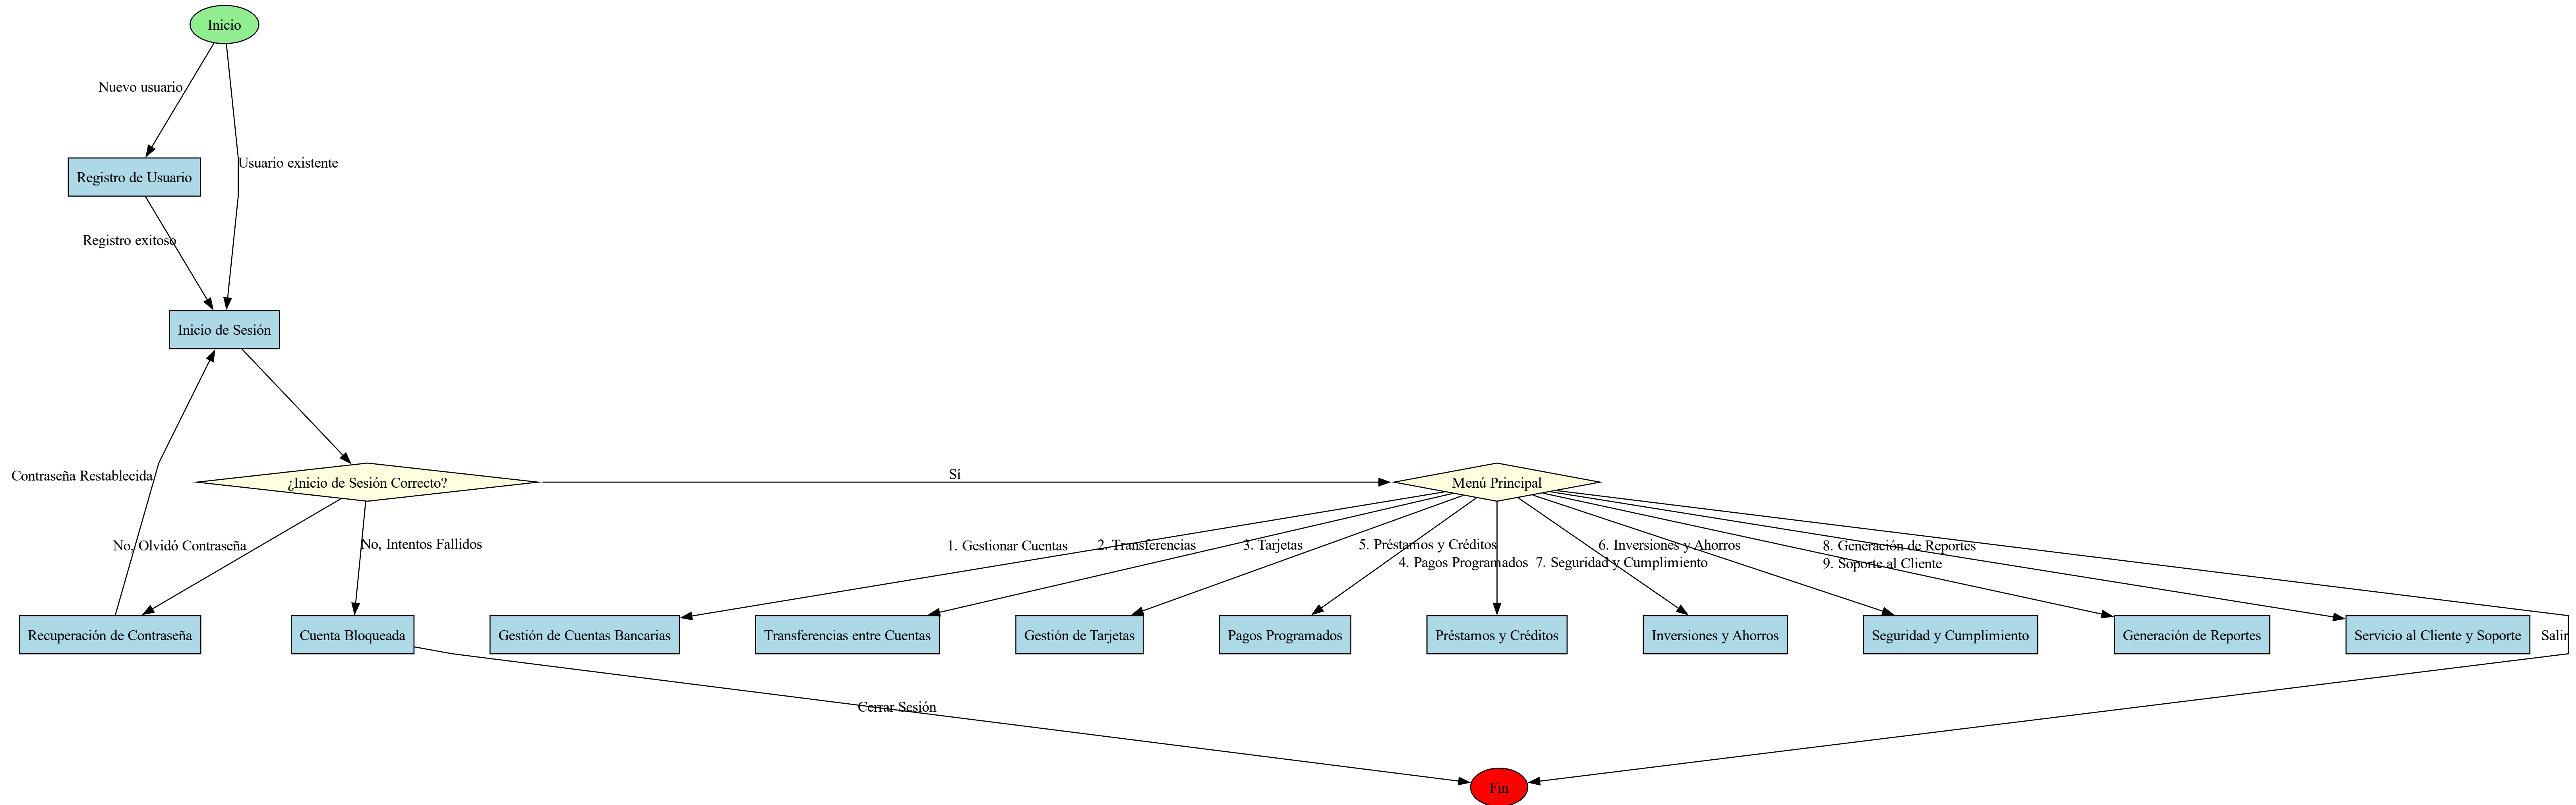 Inicio
Nuevo usuario
Usuario existente
Registro de Usuario
Registro exitoso
Inicio de Sesión
Contraseña Restablecida
¿Inicio de Sesión Correcto?
Sí
Menú Principal
No, Olvidó Contraseña
No, Intentos Fallidos
1. Gestionar Cuentas
2. Transferencias
3. Tarjetas
5. Préstamos y Créditos
4. Pagos Programados
6. Inversiones y Ahorros
7. Seguridad y Cumplimiento
8. Generación de Reportes
9. Soporte al Cliente
Recuperación de Contraseña
Cuenta Bloqueada
Gestión de Cuentas Bancarias
Transferencias entre Cuentas
Gestión de Tarjetas
Pagos Programados
Préstamos y Créditos
Inversiones y Ahorros
Seguridad y Cumplimiento
Generación de Reportes
Servicio al Cliente y Soporte
Salir
Cerrar Sesión
Fin